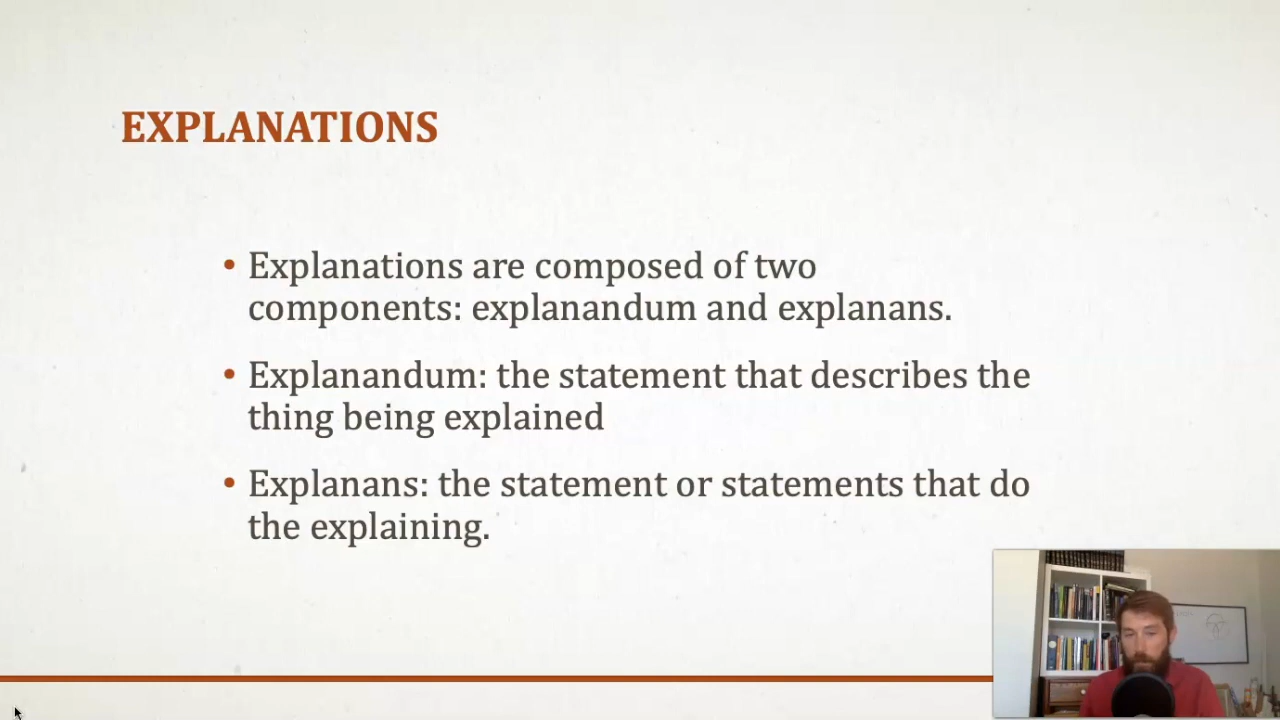 EXPLANATIONS
• Explanations are composed of two
components: explanandum and explanans.
• Explanandum: the statement that describes the
thing being explained
• Explanans: the statement or statements that do
the explaining.